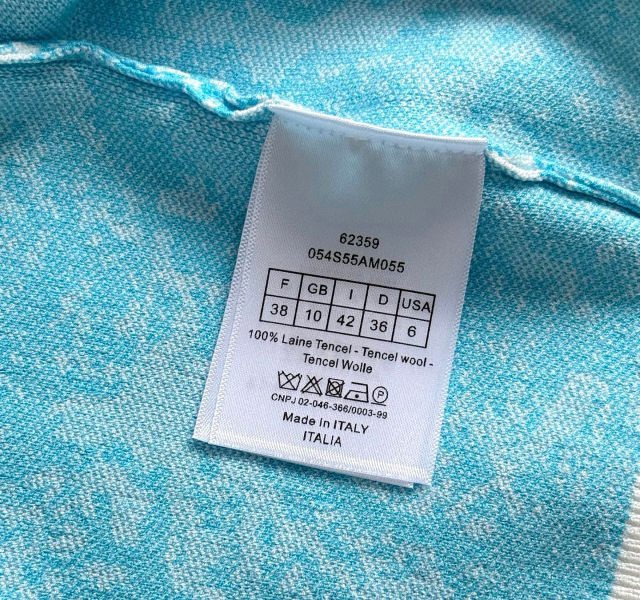 62359
054S55AM055
F GB I D USA
38 10 42 36 6
100% Laine Tencel - Tencel wool -
Tencel Wolle
P
CNPJ 02-046-366/0003-99
Made in ITALY
ITALIA